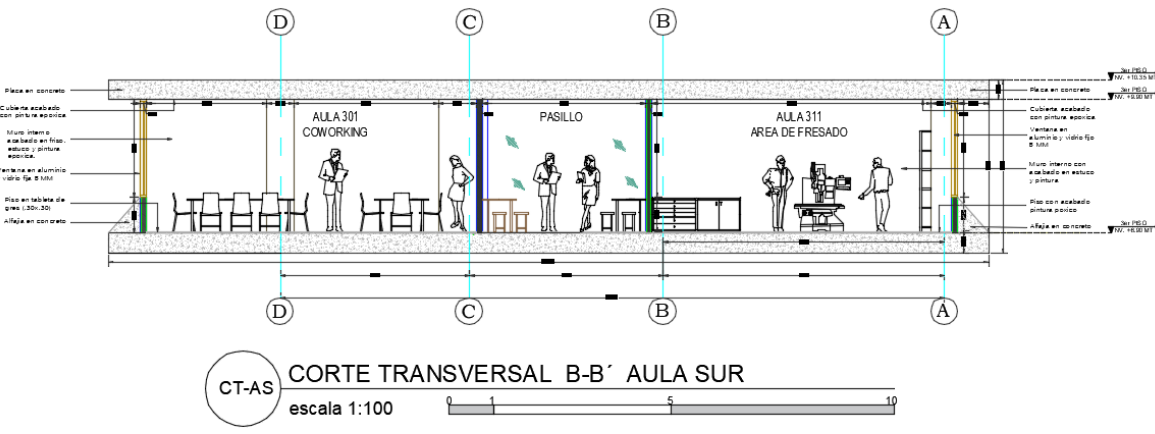 D
C
B
A
3er PISO
NV. +10.35 MT
3er PISO
NV. +9.90 MT
Placa en concreto
Cubierta acabado
con pintura epoxica
Muro interno
acabado en friso,
estuco y pintura
epoxica.
Ventana en aluminio
vidrio fija 8 MM
Piso en tableta de
gres (.30x.30)
Alfajia en concreto
AULA 301
COWORKING
PASILLO
AULA 311
AREA DE FRESADO
Placa en concreto
Cubierta acabado
con pintura epoxica
Ventana en
aluminio y vidrio fijo
8 MM
Muro interno con
acabado en estuco
y pintura
Piso con acabado
pintura poxico
Alfajia en concreto
3er PISO
NV. +6.90 MT
D
C
B
A
CT-AS
CORTE TRANSVERSAL B-B´ AULA SUR
escala 1:100
0 1 5 10